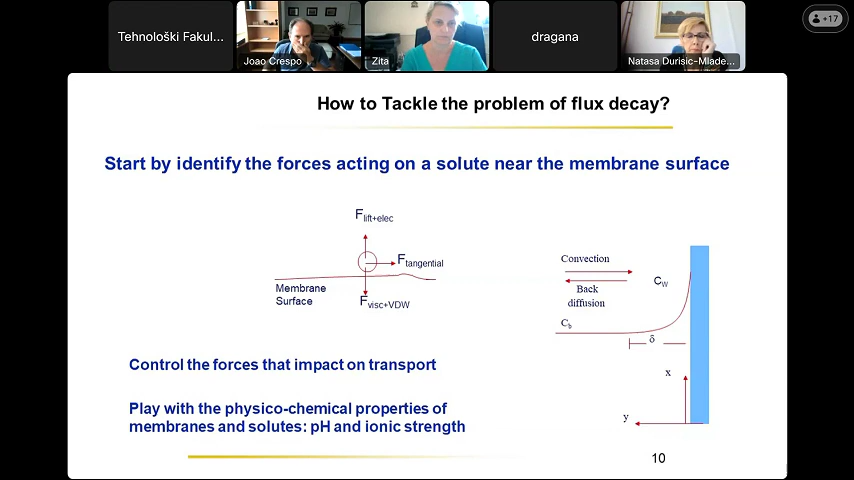 Tehnološki Fakul...
Joao Crespo
Zita
dragana
Natasa Durisic-Mlade...
+17
How to Tackle the problem of flux decay?
Start by identify the forces acting on a solute near the membrane surface
Flift+elec
Ftangential
Membrane
Surface
Fvisc+VDW
Convection
Back
diffusion
CW
Cb
δ
x
y
Control the forces that impact on transport
Play with the physico-chemical properties of
membranes and solutes: pH and ionic strength
10